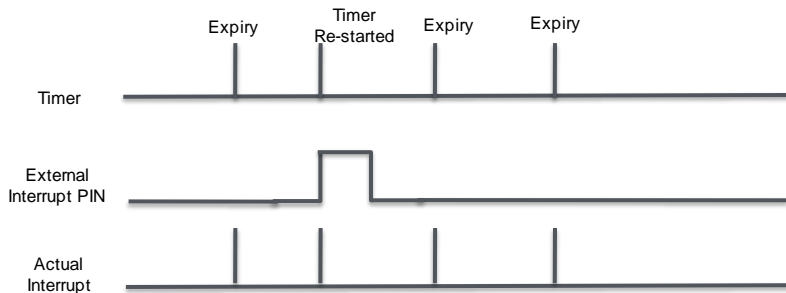 Expiry
Timer
Re-started
Expiry
Expiry
Timer
External
Interrupt PIN
Actual
Interrupt